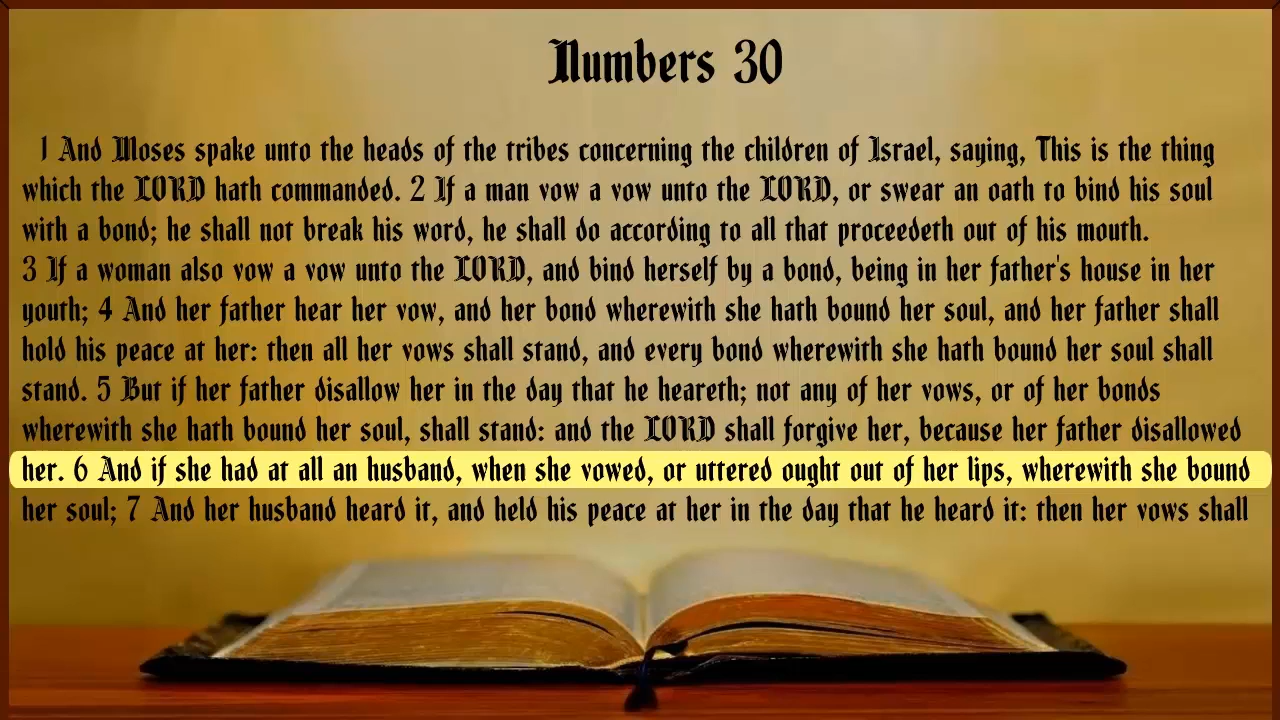 Numbers 30
1 And Moses spake unto the heads of the tribes concerning the children of Israel, saying, This is the thing
which the LORD hath commanded. 2 If a man vow a vow unto the LORD, or swear an oath to bind his soul
with a bond; he shall not break his word, he shall do according to all that proceedeth out of his mouth.
3 If a woman also vow a vow unto the LORD, and bind herself by a bond, being in her father's house in her
youth; 4 And her father hear her vow, and her bond wherewith she hath bound her soul, and her father shall
hold his peace at her: then all her vows shall stand, and every bond wherewith she hath bound her soul shall
stand. 5 But if her father disallow her in the day that he heareth; not any of her vows, or of her bonds
wherewith she hath bound her soul, shall stand: and the LORD shall forgive her, because her father disallowed
her. 6 And if she had at all an husband, when she vowed, or uttered ought out of her lips, wherewith she bound
her soul; 7 And her husband heard it, and held his peace at her in the day that he heard it: then her vows shall